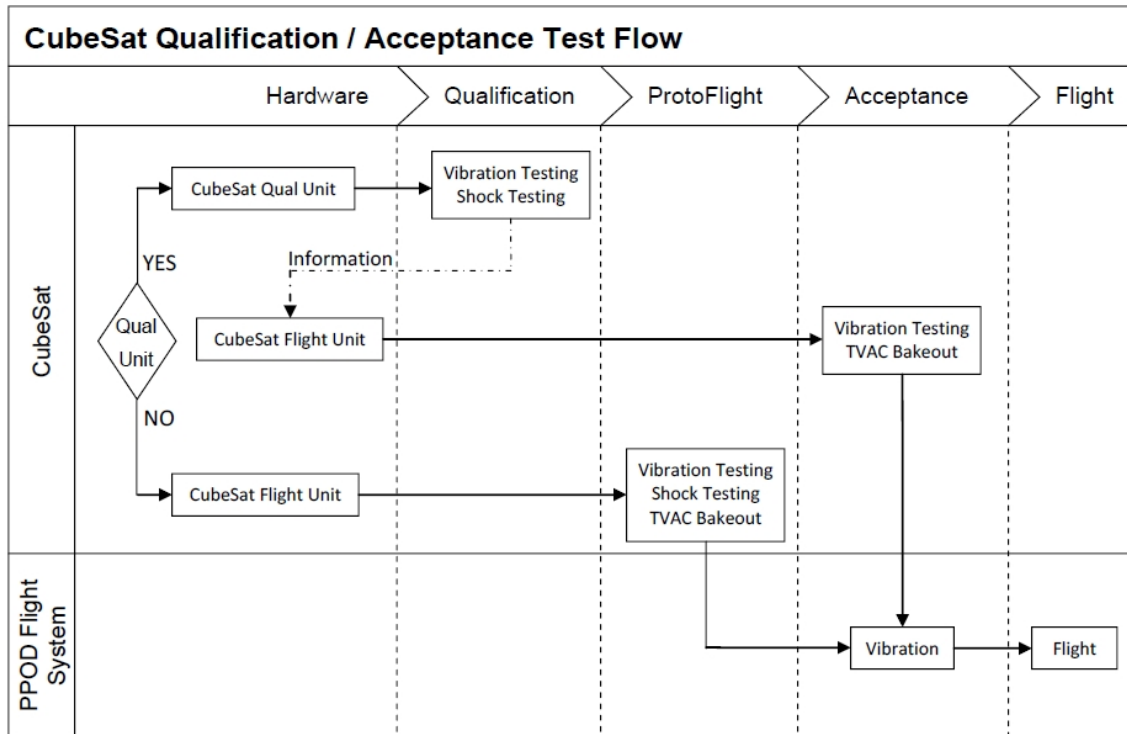 CubeSat Qualification / Acceptance Test Flow
Hardware
Qualification
ProtoFlight
Acceptance
Flight
CubeSat
CubeSat Qual Unit
Vibration Testing
Shock Testing
YES
Information
Qual
Unit
CubeSat Flight Unit
Vibration Testing
TVAC Bakeout
NO
CubeSat Flight Unit
Vibration Testing
Shock Testing
TVAC Bakeout
PPOD Flight
System
Vibration
Flight